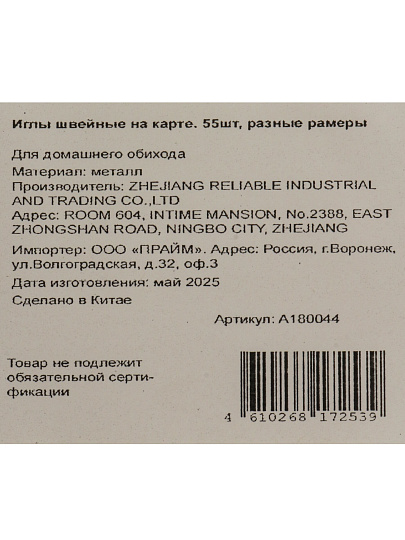 Иглы швейные на карте. 55шт, разные рамеры
Для домашнего обихода
Материал: металл
Производитель: ZHEJIANG RELIABLE INDUSTRIAL
AND TRADING CO.,LTD
Адрес: ROOM 604, INTIME MANSION, No.2388, EAST
ZHONGSHAN ROAD, NINGBO CITY, ZHEJIANG
Импортер: ООО «ПРАЙМ». Адрес: Россия, г.Воронеж,
ул.Волгоградская, д.32, оф.3
Дата изготовления: май 2025
Сделано в Китае
Артикул: А180044
Товар не подлежит
обязательной серти-
фикации
4 610268 172539